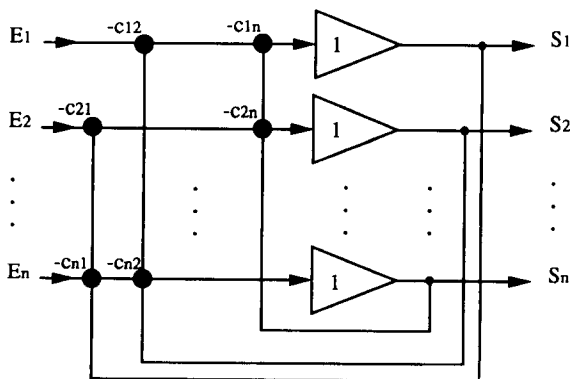 E1 -c12 -c1n 1 S1
E2 -c21 -c2n 1 S2
En -cn1 -cn2 1 Sn